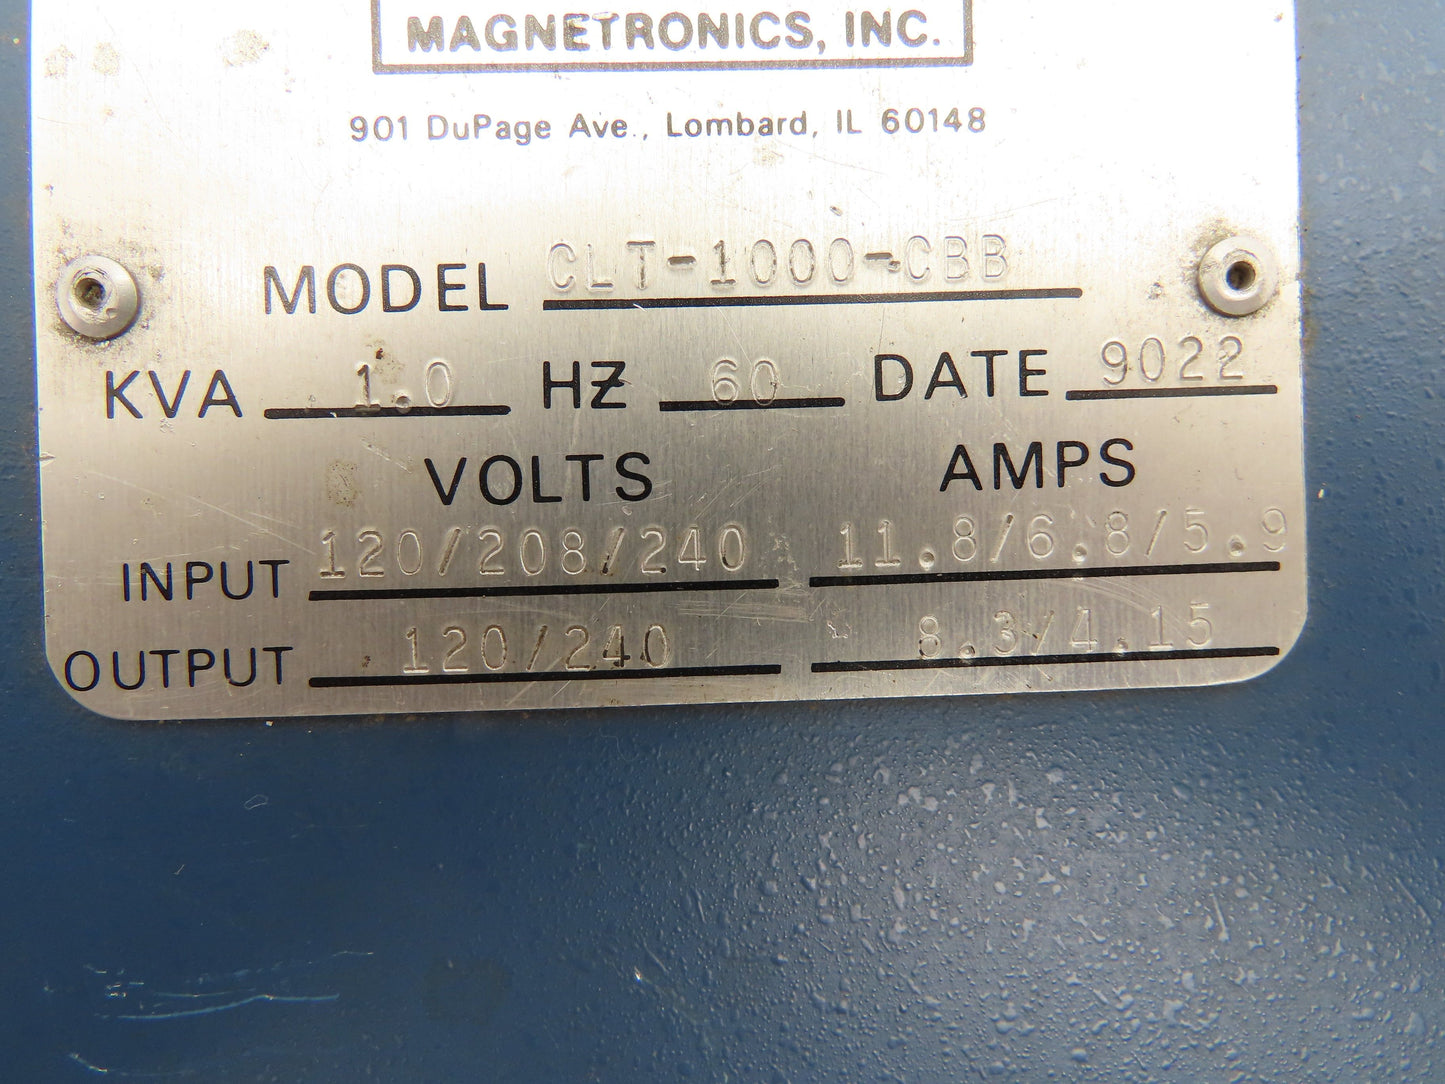 MAGNETRONICS, INC.
901 DuPage Ave., Lombard, IL 60148
MODEL CLT-1000-CBB
KVA 1.0 HZ 60 DATE 9022
VOLTS AMPS
INPUT 120/208/240 11.8/6.8/5.9
OUTPUT 120/240 8.3/4.15